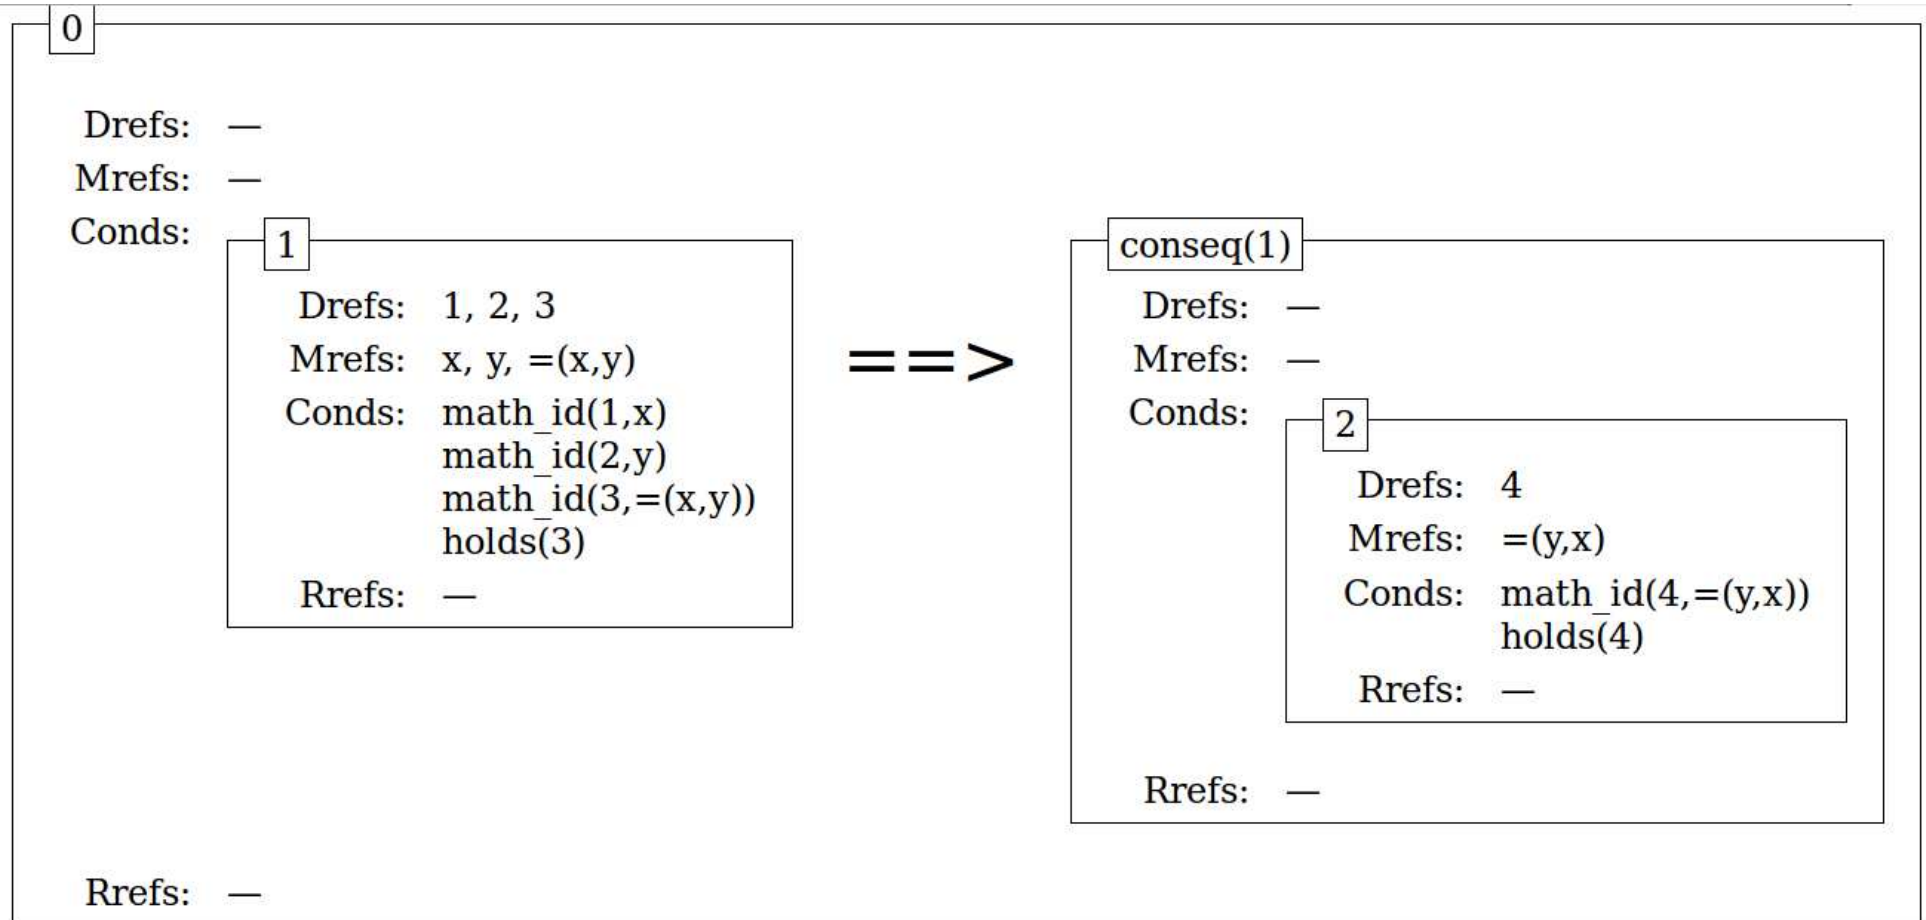 0
Drefs: —
Mrefs: —
Conds:
1
Drefs: 1, 2, 3
Mrefs: x, y, =(x,y)
Conds: math_id(1,x)
math_id(2,y)
math_id(3,=(x,y))
holds(3)
Rrefs: —
==>
conseq(1)
Drefs: —
Mrefs: —
Conds:
2
Drefs: 4
Mrefs: =(y,x)
Conds: math_id(4,=(y,x))
holds(4)
Rrefs: —
Rrefs: —
Rrefs: —